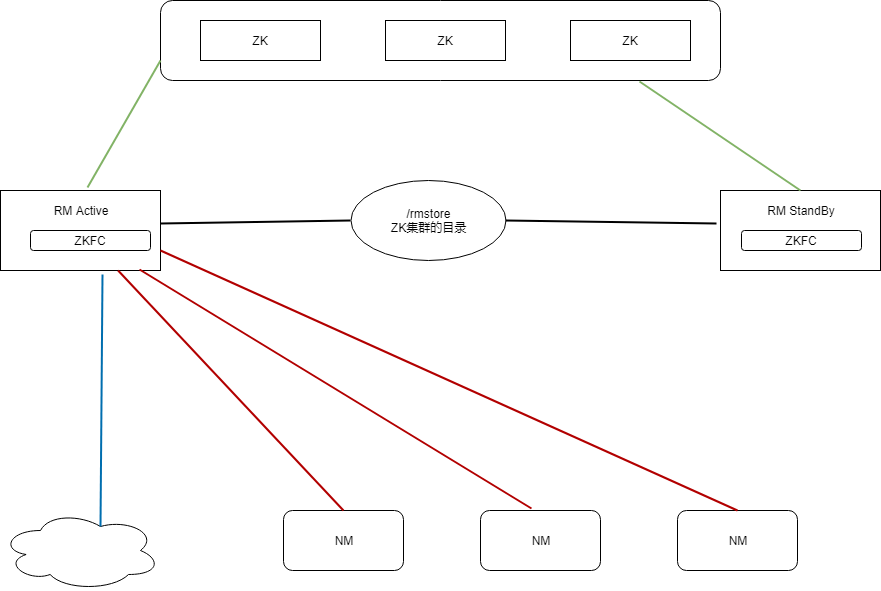 ZK
ZK
ZK
RM Active
ZKFC
/rmstore
ZK集群的目录
RM StandBy
ZKFC
NM
NM
NM